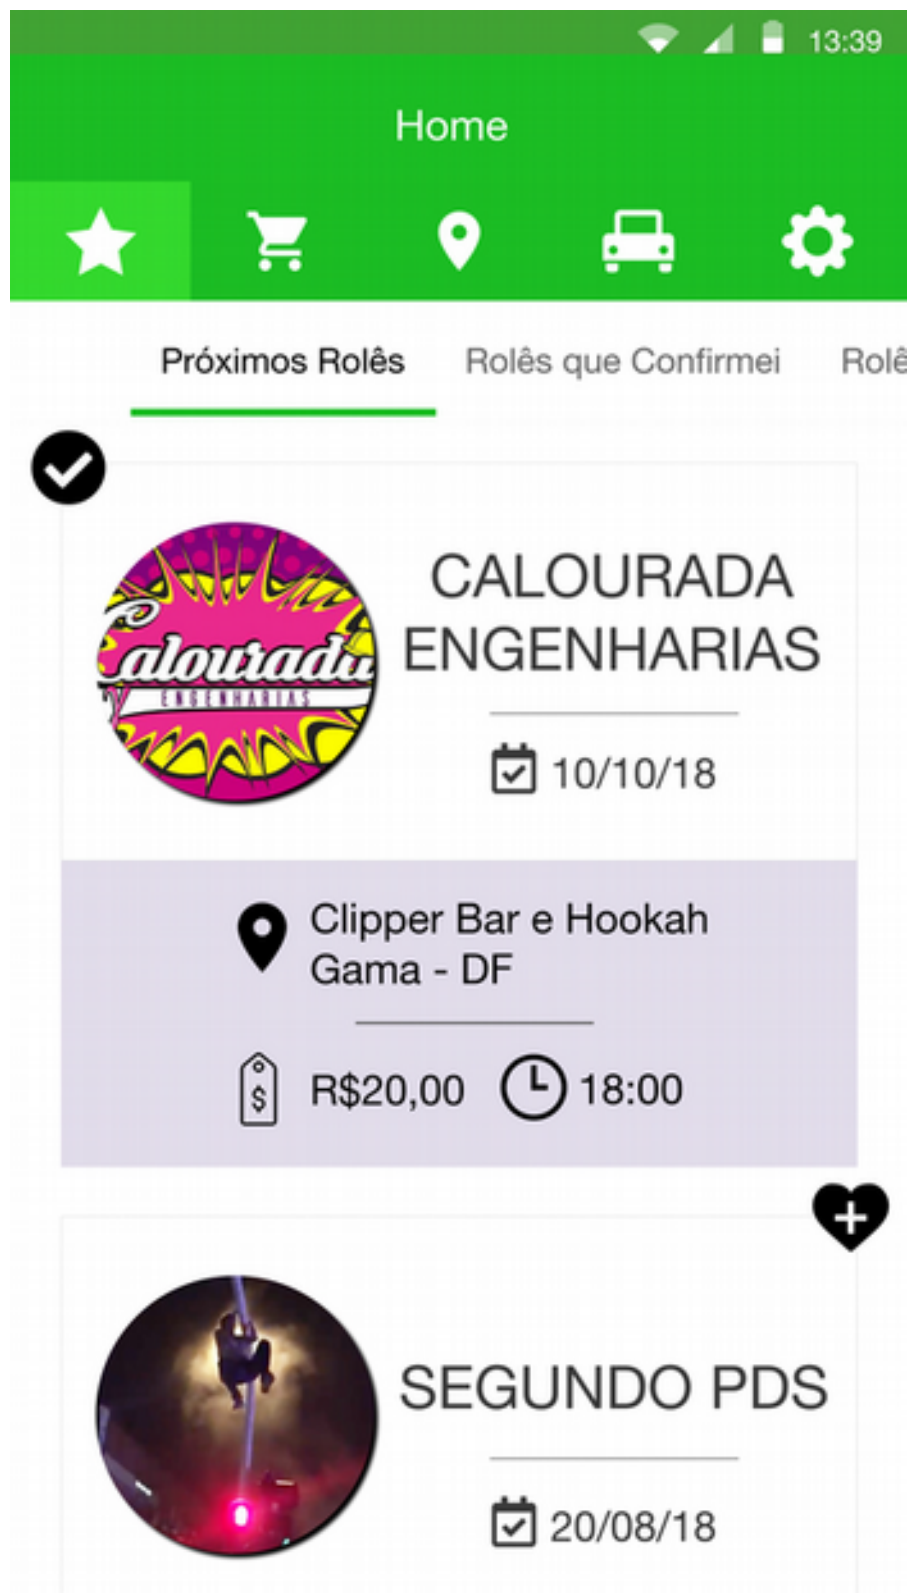 13:39
Home
Próximos Rolês
Rolês que Confirmei
Rolê
CALOURADA
ENGENHARIAS
Calourada
ENGENHARIAS
10/10/18
Clipper Bar e Hookah
Gama - DF
$
R$20,00
18:00
SEGUNDO PDS
20/08/18